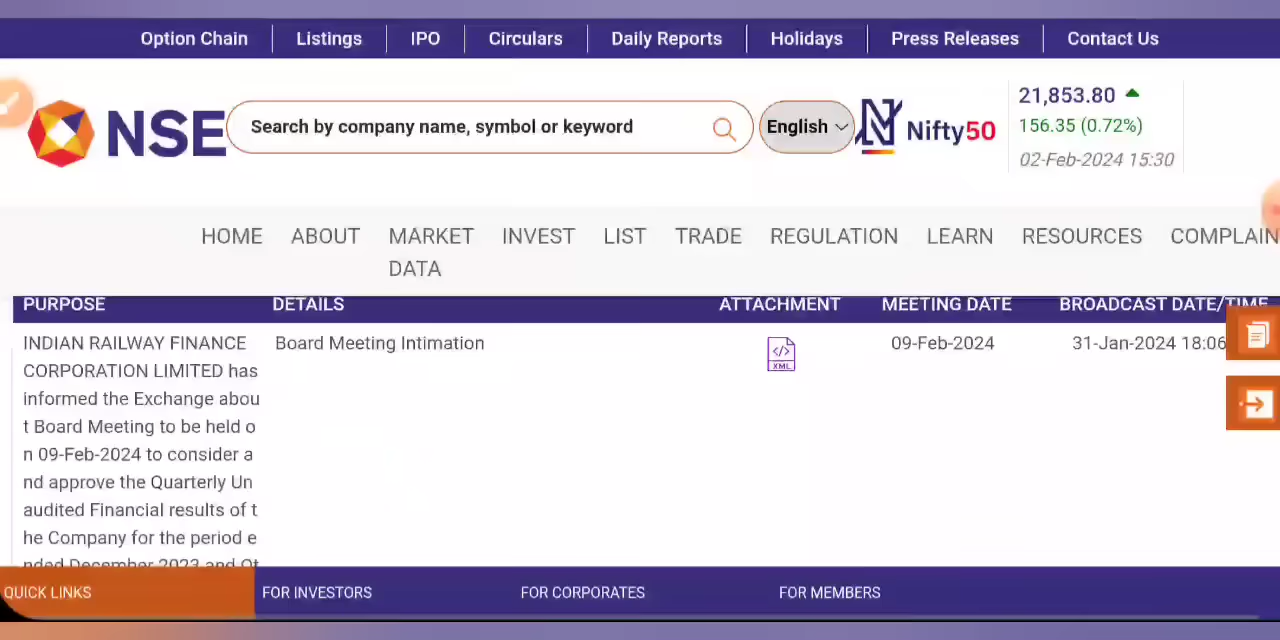 Option Chain
Listings
IPO
Circulars
Daily Reports
Holidays
Press Releases
Contact Us
NSE
Search by company name, symbol or keyword
English
Nifty50
21,853.80
156.35 (0.72%)
02-Feb-2024 15:30
HOME
ABOUT
MARKET
DATA
INVEST
LIST
TRADE
REGULATION
LEARN
RESOURCES
COMPLAIN
PURPOSE
DETAILS
ATTACHMENT
MEETING DATE
BROADCAST DATE/TIME
INDIAN RAILWAY FINANCE
CORPORATION LIMITED has
informed the Exchange abou
t Board Meeting to be held o
n 09-Feb-2024 to consider a
nd approve the Quarterly Un
audited Financial results of t
he Company for the period e
nded December 2023 and Ot
Board Meeting Intimation
XML
09-Feb-2024
31-Jan-2024 18:06
QUICK LINKS
FOR INVESTORS
FOR CORPORATES
FOR MEMBERS